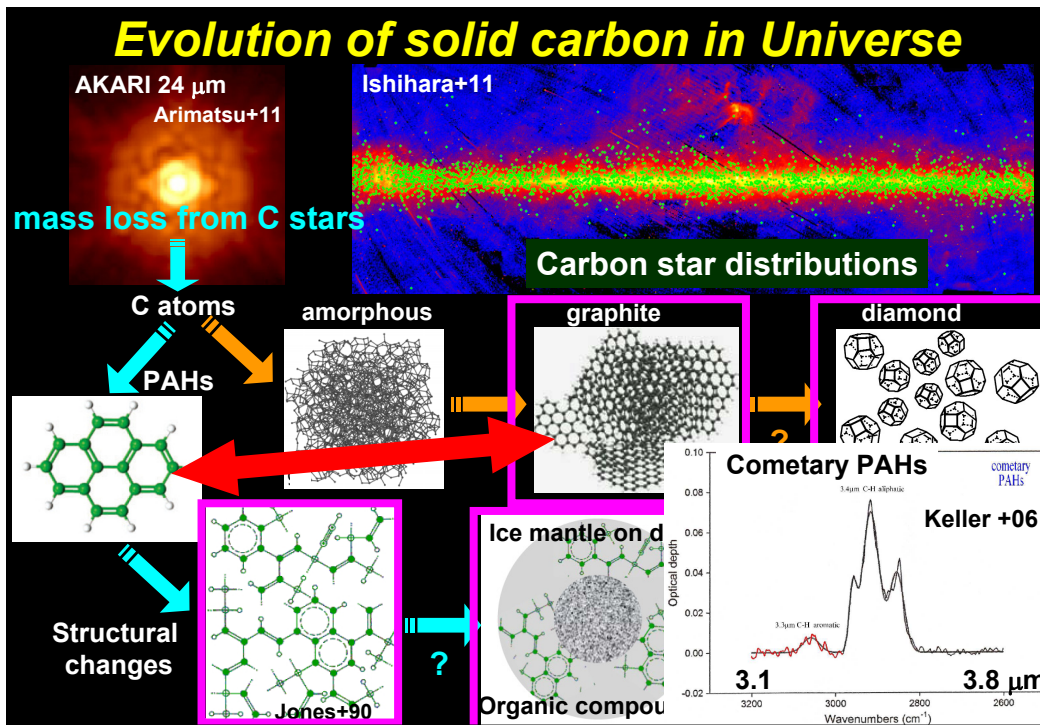 Evolution of solid carbon in Universe
AKARI 24 μm
Arimatsu+11
Ishihara+11
mass loss from C stars
Carbon star distributions
C atoms
amorphous
graphite
diamond
PAHs
?
Cometary PAHs
cometary
PAHs
3.4μm C-H aliphatic
Keller +06
Optical depth
0.10
0.08
0.06
0.04
0.02
0.00
-0.02
3.3μm C-H aromatic
3.1
3.8 μm
3200
3000
2800
2600
Wavenumbers (cm⁻¹)
Ice mantle on d
Organic compou
Structural
changes
?
Jones+90